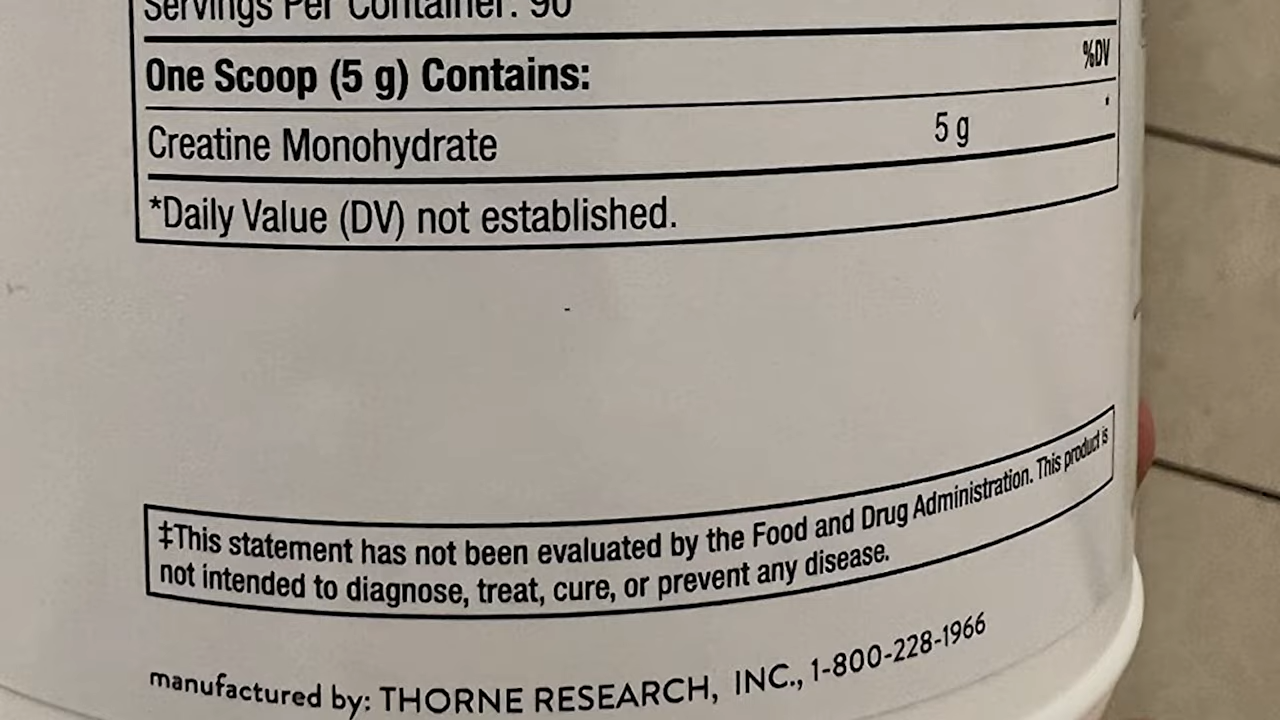 Servings Per Container: 90
%DV
One Scoop (5 g) Contains:
Creatine Monohydrate 5 g *
*Daily Value (DV) not established.
‡This statement has not been evaluated by the Food and Drug Administration. This product is
not intended to diagnose, treat, cure, or prevent any disease.
manufactured by: THORNE RESEARCH, INC., 1-800-228-1966